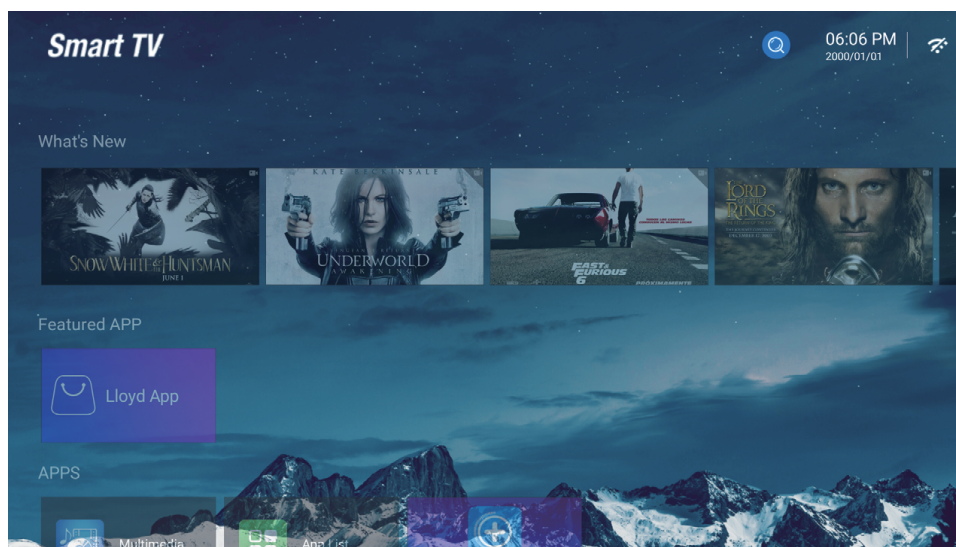 Smart TV
06:06 PM
2000/01/01
What's New
SNOW WHITE & THE HUNTSMAN
JUNE 1
KATE BECKINSALE
UNDERWORLD
AWAKENING
FAST & FURIOUS 6
PRÓXIMAMENTE
LORD
OF THE
RINGS
Featured APP
Lloyd App
APPS
Multimedia
App List